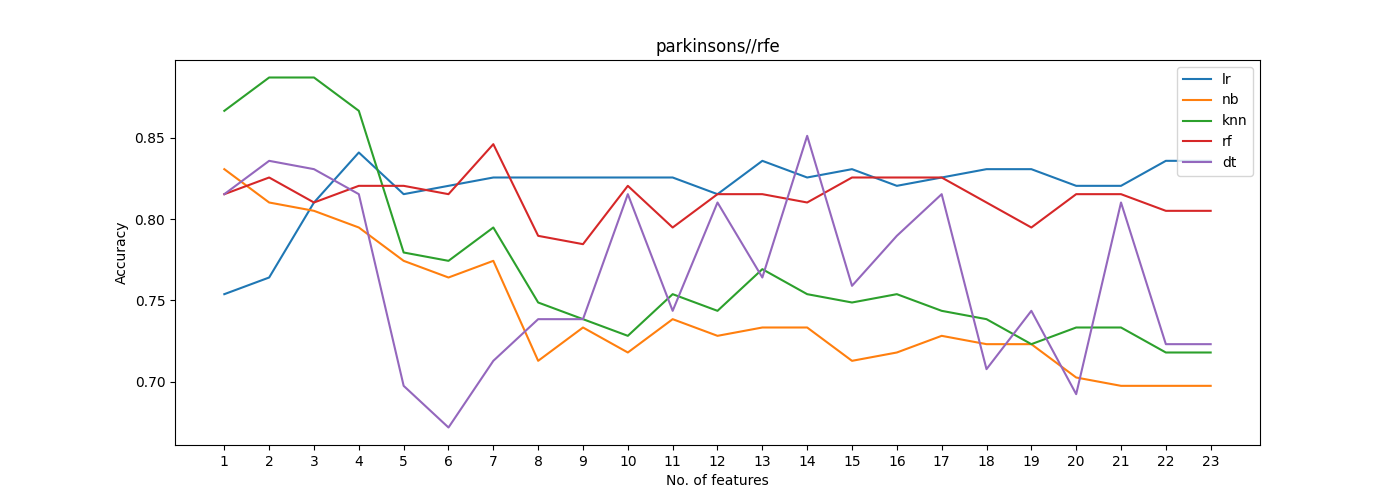 parkinsons//rfe
lr
nb
knn
rf
dt
0.85
0.80
0.75
0.70
Accuracy
1 2 3 4 5 6 7 8 9 10 11 12 13 14 15 16 17 18 19 20 21 22 23
No. of features